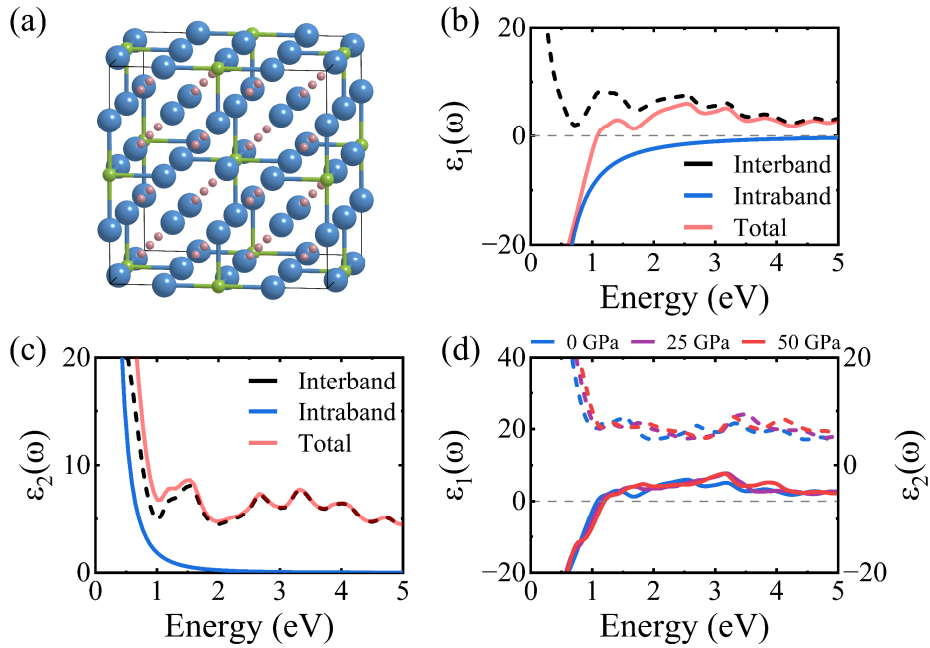 (a)
(b)
20
10
0
−10
−20
ε₁(ω)
Interband
Intraband
Total
0 1 2 3 4 5
Energy (eV)
(c)
20
10
0
ε₂(ω)
Interband
Intraband
Total
0 1 2 3 4 5
Energy (eV)
(d)
0 GPa 25 GPa 50 GPa
40
20
0
−20
ε₁(ω)
20
0
−20
ε₂(ω)
0 1 2 3 4 5
Energy (eV)